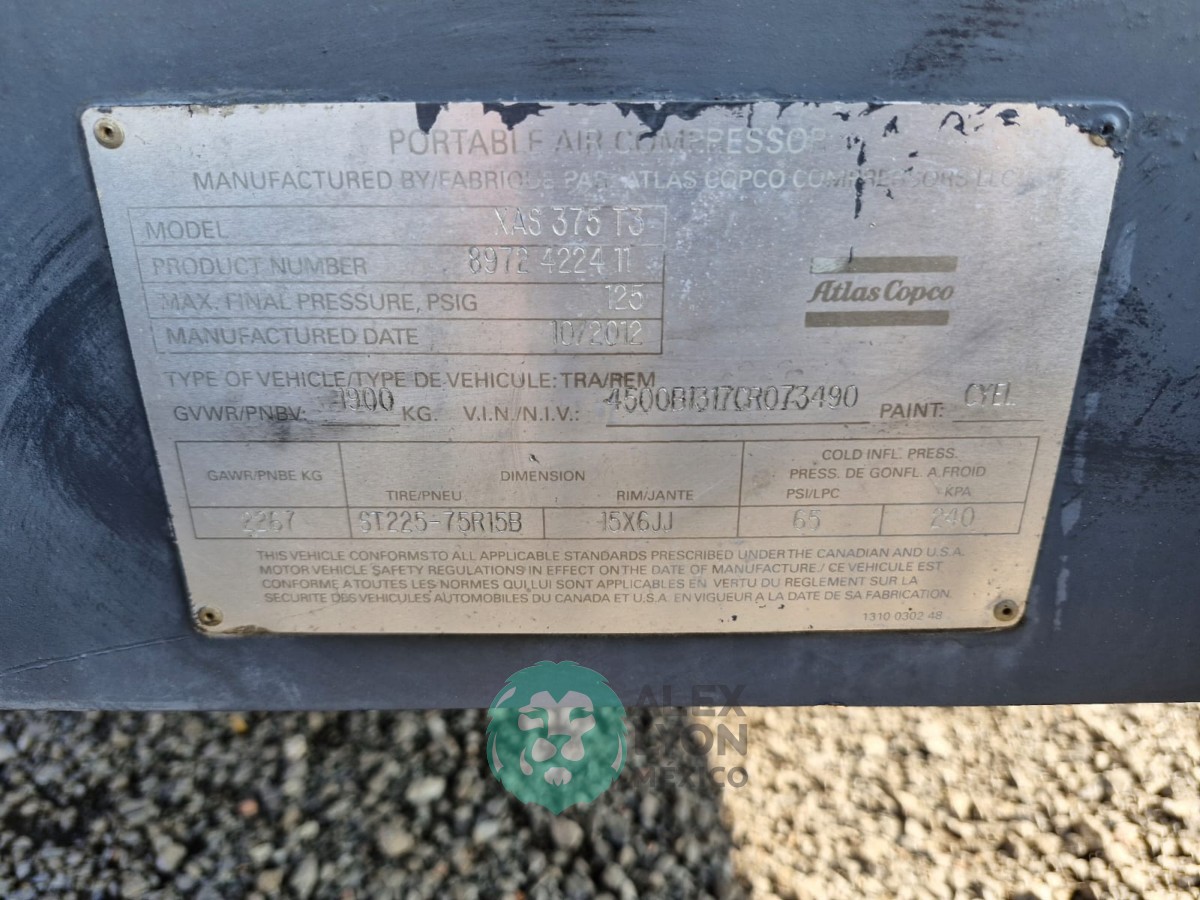 PORTABLE AIR COMPRESSOR
MANUFACTURED BY/FABRIQUE PAR ATLAS COPCO COMPRESSORS LLC
MODEL XAS 375 T3
PRODUCT NUMBER 8972 4224 11
MAX. FINAL PRESSURE, PSIG 125
MANUFACTURED DATE 10/2012
Atlas Copco
TYPE OF VEHICLE/TYPE DE VEHICULE: TRA/REM
GVWR/PNBV: 1900 KG. V.I.N./N.I.V.: 4500B1317CR073490 PAINT: CYEL
GAWR/PNBE KG DIMENSION COLD INFL. PRESS.
PRESS. DE GONFL. A FROID
TIRE/PNEU RIM/JANTE PSI/LPC KPA
2267 ST225-75R15B 15X6JJ 65 240
THIS VEHICLE CONFORMS TO ALL APPLICABLE STANDARDS PRESCRIBED UNDER THE CANADIAN AND U.S.A.
MOTOR VEHICLE SAFETY REGULATIONS IN EFFECT ON THE DATE OF MANUFACTURE./ CE VEHICULE EST
CONFORME A TOUTES LES NORMES QUI LUI SONT APPLICABLES EN VERTU DU REGLEMENT SUR LA
SECURITE DES VEHICULES AUTOMOBILES DU CANADA ET U.S.A. EN VIGUEUR A LA DATE DE SA FABRICATION.
1310 0302 48
ALEX
LYON
MÉXICO